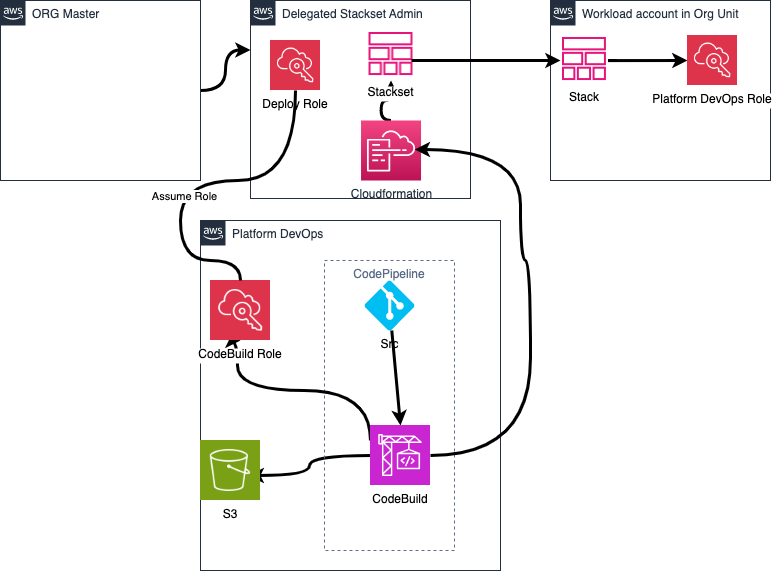 aws
ORG Master
aws
Delegated Stackset Admin
aws
Workload account in Org Unit
Deploy Role
Stackset
Stack
Platform DevOps Role
Cloudformation
Assume Role
aws
Platform DevOps
CodePipeline
Src
CodeBuild Role
</>
CodeBuild
S3